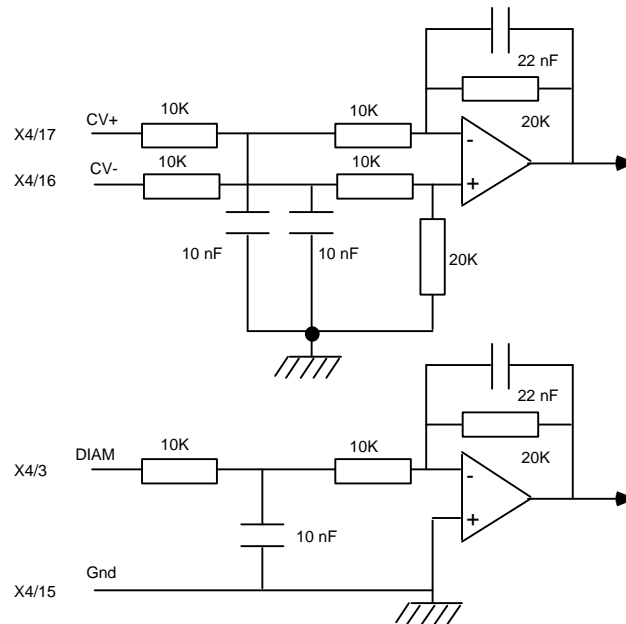 22 nF
CV+
10K
10K
20K
X4/17
-
CV-
10K
10K
X4/16
+
10 nF
10 nF
20K
22 nF
DIAM
10K
10K
20K
X4/3
-
+
10 nF
Gnd
X4/15